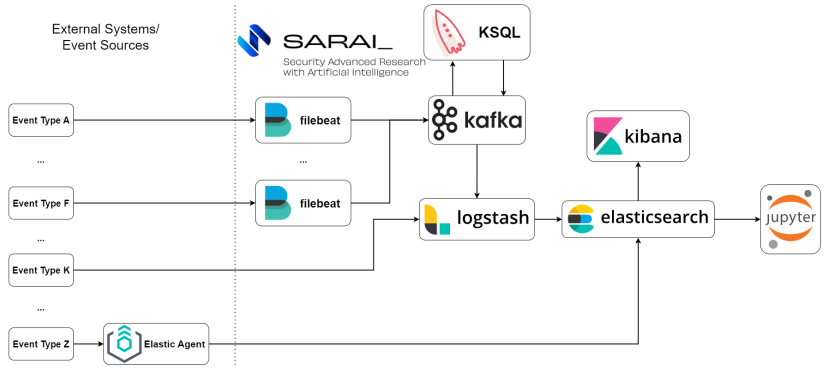 External Systems/
Event Sources
SARAI_
Security Advanced Research
with Artificial Intelligence
KSQL
Event Type A
filebeat
kafka
kibana
...
...
Event Type F
filebeat
logstash
elasticsearch
jupyter
...
Event Type K
...
Event Type Z
Elastic Agent